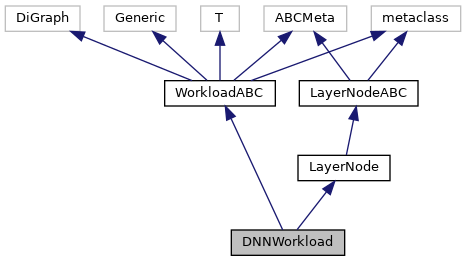 DiGraph Generic T ABCMeta metaclass
WorkloadABC LayerNodeABC
LayerNode
DNNWorkload